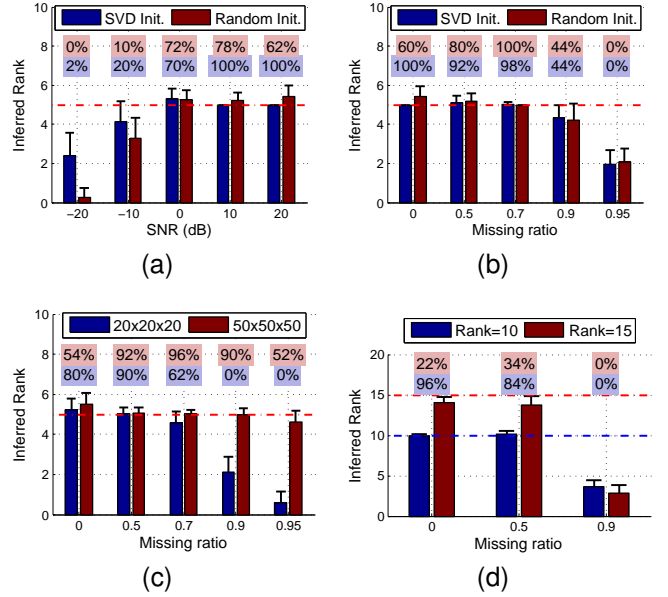 SVD Init. Random Init.
10
8
6
4
2
0
Inferred Rank
0% 10% 72% 78% 62%
2% 20% 70% 100% 100%
−20 −10 0 10 20
SNR (dB)
(a)
SVD Init. Random Init.
10
8
6
4
2
0
Inferred Rank
60% 80% 100% 44% 0%
100% 92% 98% 44% 0%
0 0.5 0.7 0.9 0.95
Missing ratio
(b)
20x20x20 50x50x50
10
8
6
4
2
0
Inferred Rank
54% 92% 96% 90% 52%
80% 90% 62% 0% 0%
0 0.5 0.7 0.9 0.95
Missing ratio
(c)
Rank=10 Rank=15
20
15
10
5
0
Inferred Rank
22% 34% 0%
96% 84% 0%
0 0.5 0.9
Missing ratio
(d)